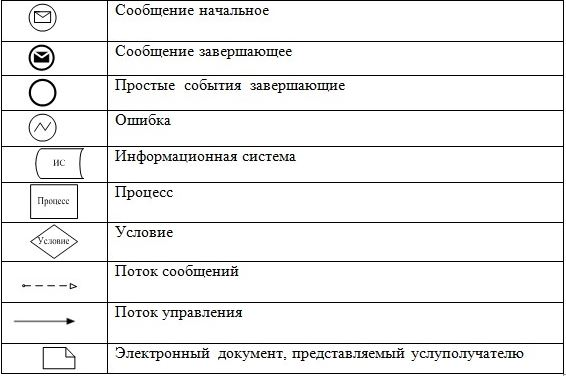 Сообщение начальное
Сообщение завершающее
Простые события завершающие
Ошибка
ИС
Информационная система
Процесс
Процесс
Условие
Условие
Поток сообщений
Поток управления
Электронный документ, представляемый услуполучателю